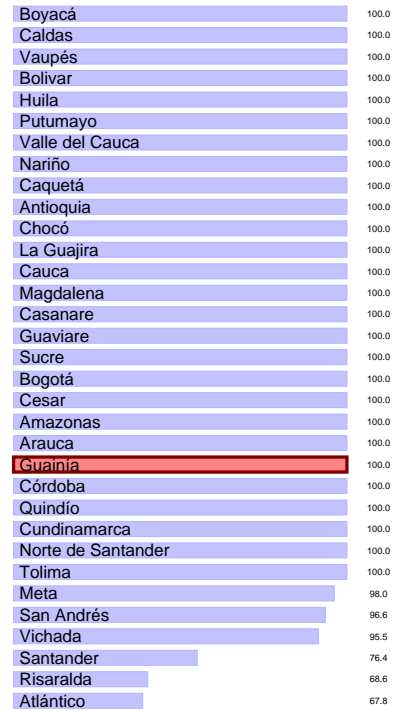 Boyacá 100.0
Caldas 100.0
Vaupés 100.0
Bolivar 100.0
Huila 100.0
Putumayo 100.0
Valle del Cauca 100.0
Nariño 100.0
Caquetá 100.0
Antioquia 100.0
Chocó 100.0
La Guajira 100.0
Cauca 100.0
Magdalena 100.0
Casanare 100.0
Guaviare 100.0
Sucre 100.0
Bogotá 100.0
Cesar 100.0
Amazonas 100.0
Arauca 100.0
Guainía 100.0
Córdoba 100.0
Quindío 100.0
Cundinamarca 100.0
Norte de Santander 100.0
Tolima 100.0
Meta 98.0
San Andrés 96.6
Vichada 95.5
Santander 76.4
Risaralda 68.6
Atlántico 67.8